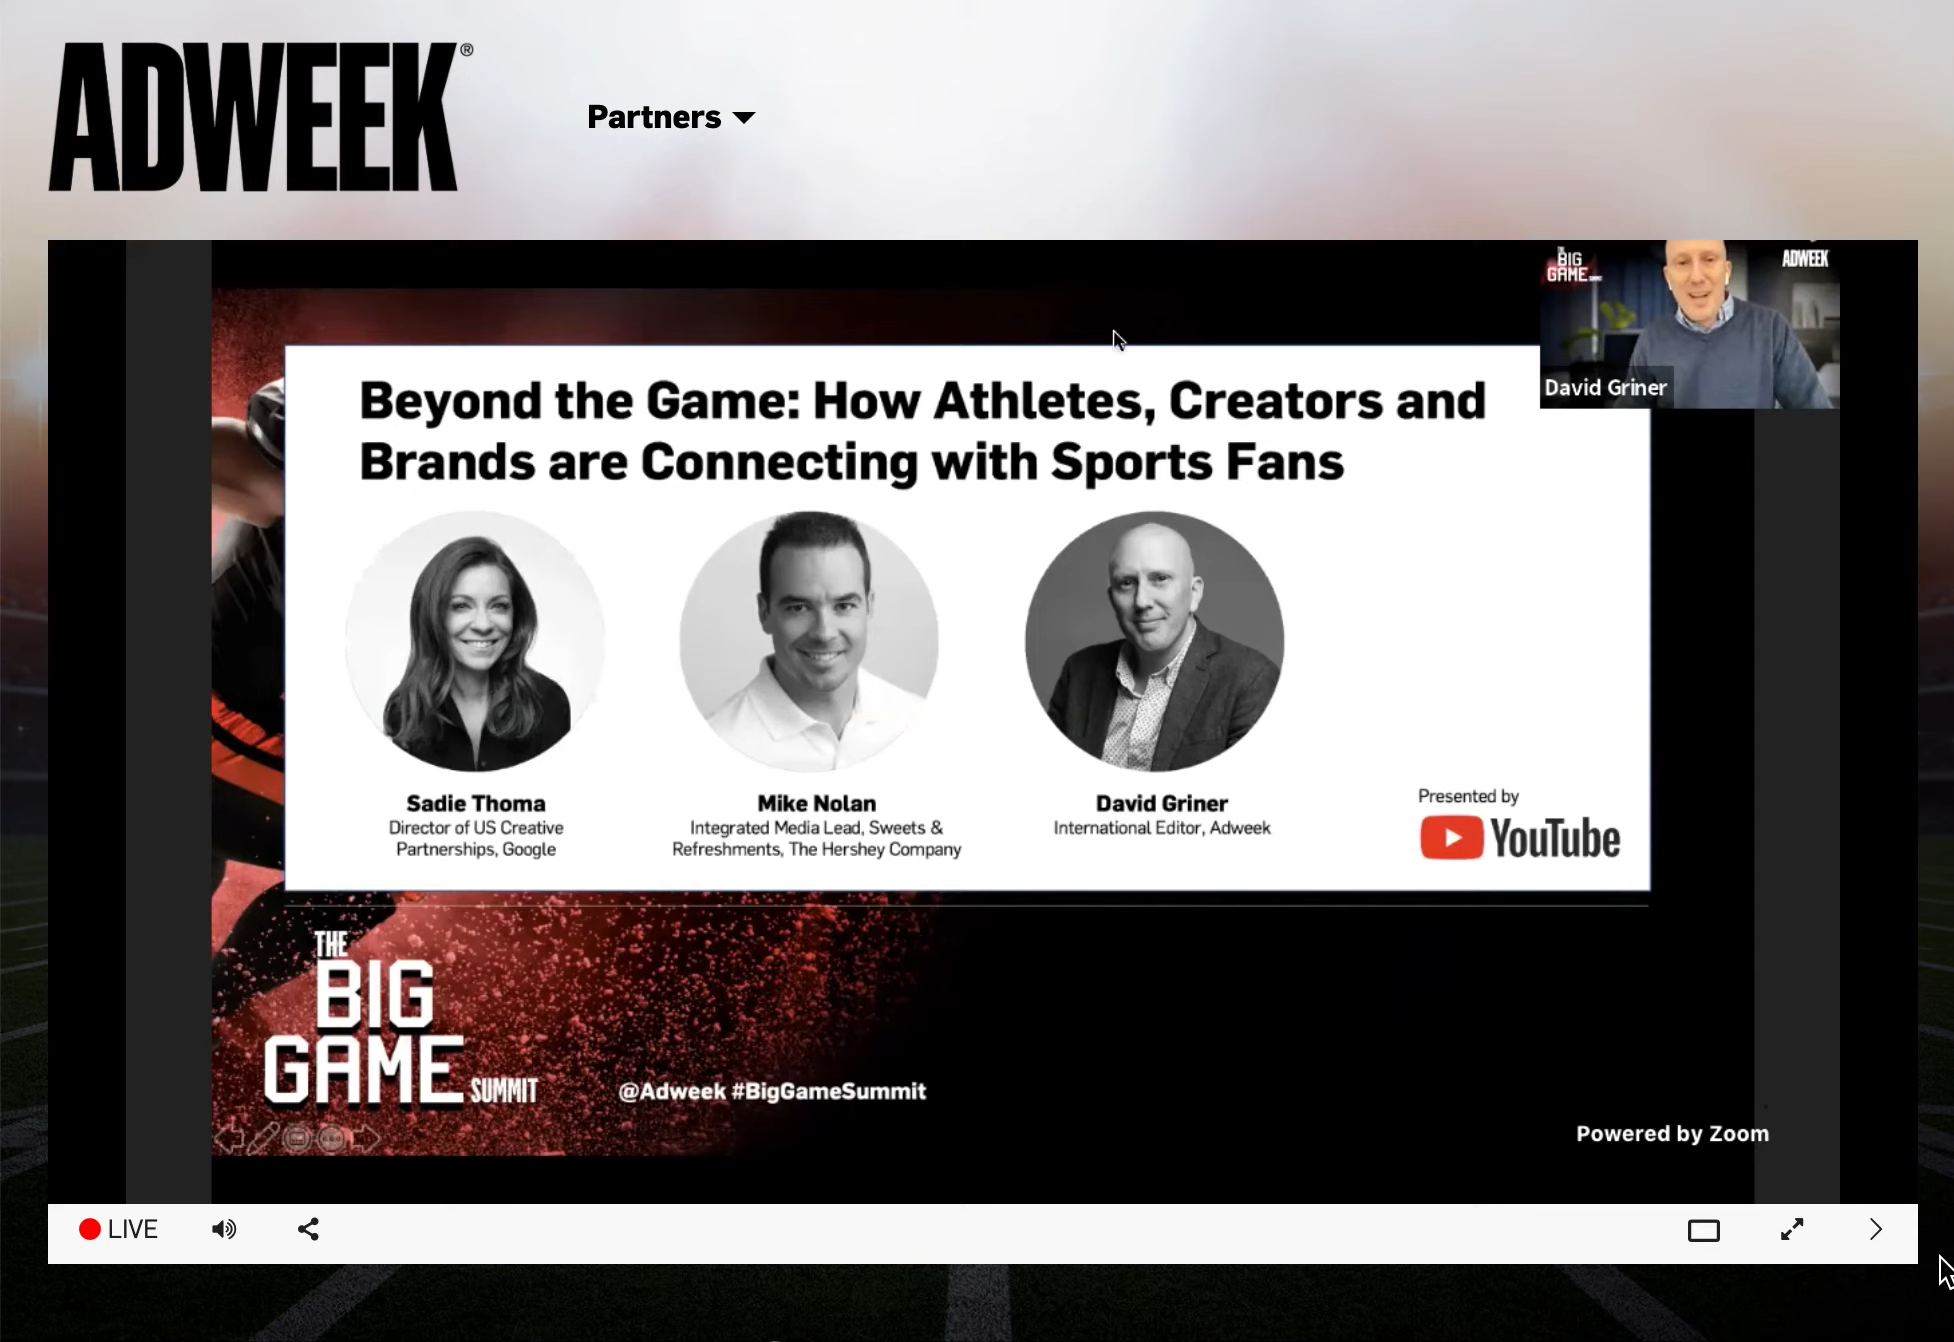 ADWEEK®
Partners
THE
BIG
GAME
ADWEEK
David Griner
Beyond the Game: How Athletes, Creators and
Brands are Connecting with Sports Fans
Sadie Thoma
Director of US Creative
Partnerships, Google
Mike Nolan
Integrated Media Lead, Sweets &
Refreshments, The Hershey Company
David Griner
International Editor, Adweek
Presented by
YouTube
THE
BIG
GAME SUMMIT
@Adweek #BigGameSummit
Powered by Zoom
LIVE